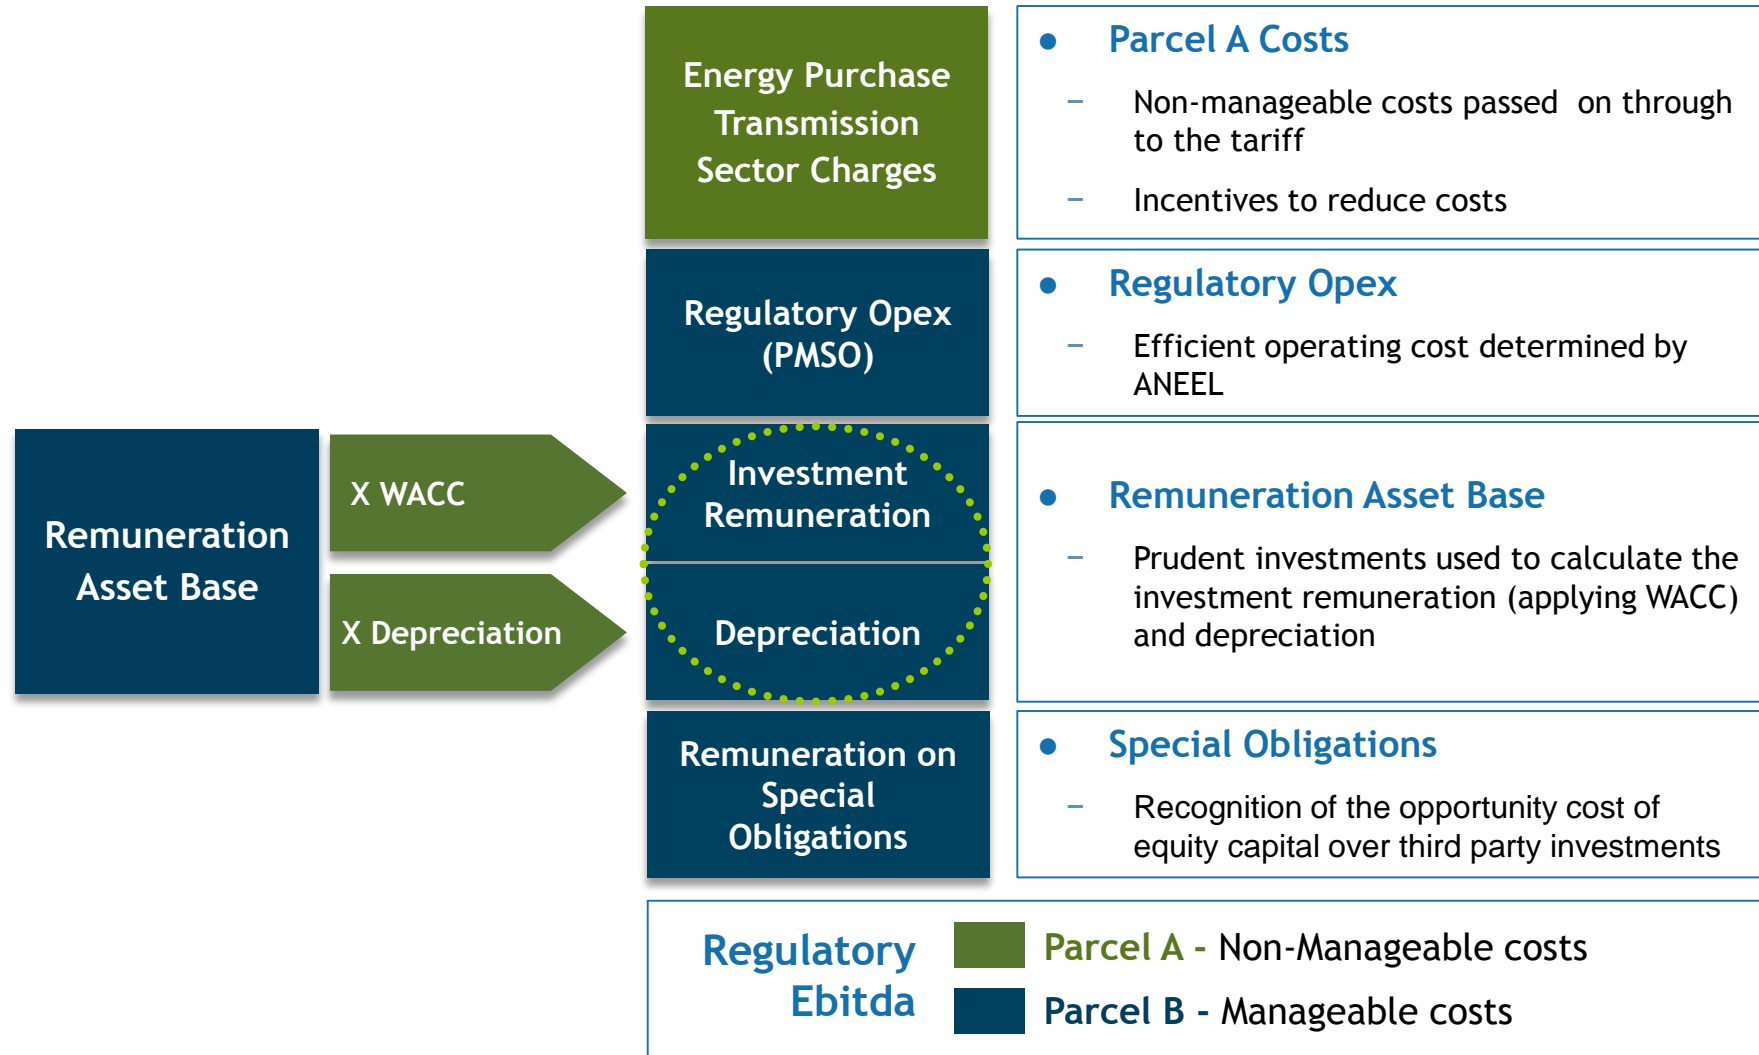 Energy Purchase
Transmission
Sector Charges
● Parcel A Costs
– Non-manageable costs passed on through
to the tariff
– Incentives to reduce costs
Regulatory Opex
(PMSO)
● Regulatory Opex
– Efficient operating cost determined by
ANEEL
Remuneration
Asset Base
X WACC
X Depreciation
Investment
Remuneration
Depreciation
● Remuneration Asset Base
– Prudent investments used to calculate the
investment remuneration (applying WACC)
and depreciation
Remuneration on
Special
Obligations
● Special Obligations
– Recognition of the opportunity cost of
equity capital over third party investments
Regulatory
Ebitda
Parcel A - Non-Manageable costs
Parcel B - Manageable costs